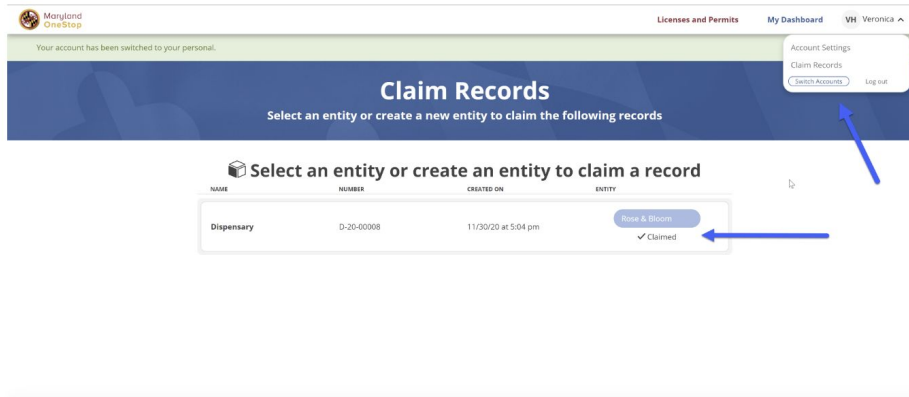 Maryland
OneStop
Licenses and Permits
My Dashboard
VH Veronica
Your account has been switched to your personal.
Account Settings
Claim Records
Switch Accounts
Log out
Claim Records
Select an entity or create a new entity to claim the following records
Select an entity or create an entity to claim a record
NAME NUMBER CREATED ON ENTITY
Dispensary D-20-00008 11/30/20 at 5:04 pm Rose & Bloom
Claimed